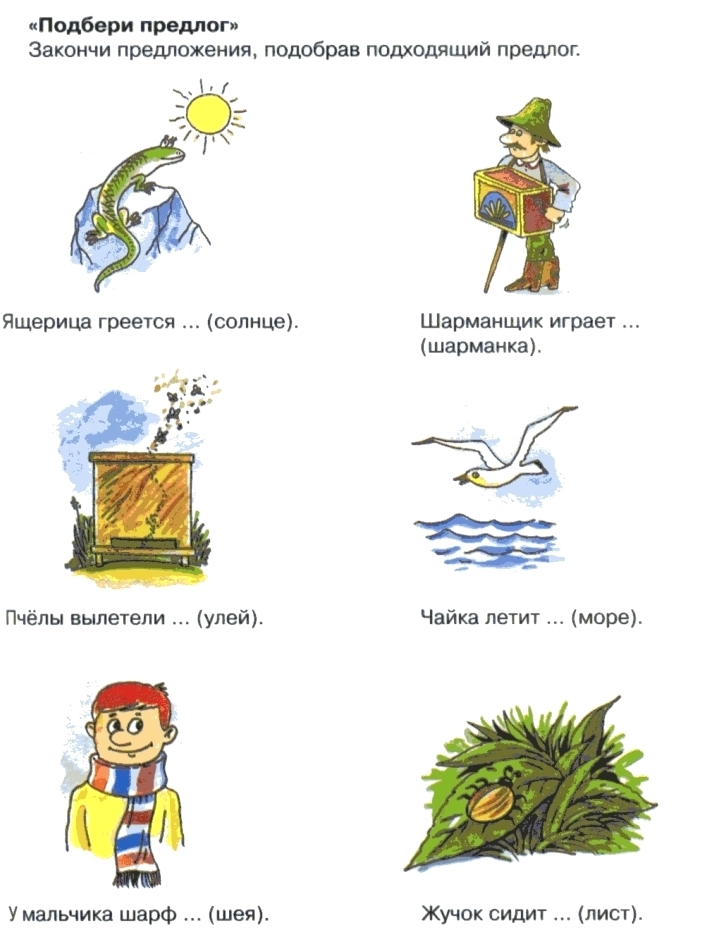 «Подбери предлог»
Закончи предложения, подобрав подходящий предлог.
Ящерица греется ... (солнце).
Шарманщик играет ...
(шарманка).
Пчёлы вылетели ... (улей).
Чайка летит ... (море).
У мальчика шарф ... (шея).
Жучок сидит ... (лист).